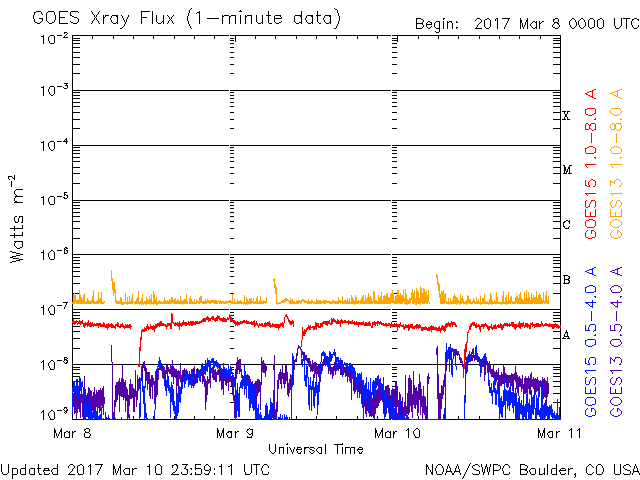 GOES Xray Flux (1-minute data)
Begin: 2017 Mar 8 0000 UTC
10^-2
10^-3
10^-4
10^-5
10^-6
10^-7
10^-8
10^-9
Watts m^-2
X
M
C
B
A
GOES15 1.0-8.0 A
GOES13 1.0-8.0 A
GOES15 0.5-4.0 A
GOES13 0.5-4.0 A
Mar 8
Mar 9
Mar 10
Mar 11
Universal Time
Updated 2017 Mar 10 23:59:11 UTC
NOAA/SWPC Boulder, CO USA